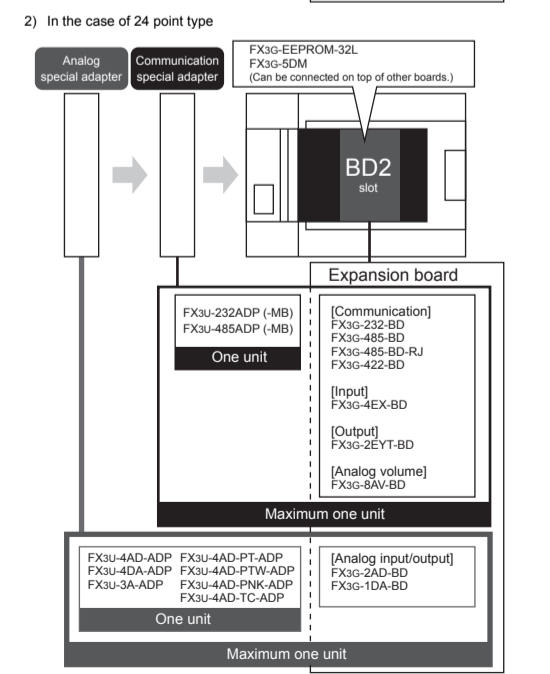 2) In the case of 24 point type
Analog
special adapter
Communication
special adapter
FX3G-EEPROM-32L
FX3G-5DM
(Can be connected on top of other boards.)
BD2
slot
Expansion board
FX3U-232ADP (-MB)
FX3U-485ADP (-MB)
One unit
[Communication]
FX3G-232-BD
FX3G-485-BD
FX3G-485-BD-RJ
FX3G-422-BD
[Input]
FX3G-4EX-BD
[Output]
FX3G-2EYT-BD
[Analog volume]
FX3G-8AV-BD
Maximum one unit
FX3U-4AD-ADP
FX3U-4DA-ADP
FX3U-3A-ADP
FX3U-4AD-PT-ADP
FX3U-4AD-PTW-ADP
FX3U-4AD-PNK-ADP
FX3U-4AD-TC-ADP
One unit
[Analog input/output]
FX3G-2AD-BD
FX3G-1DA-BD
Maximum one unit